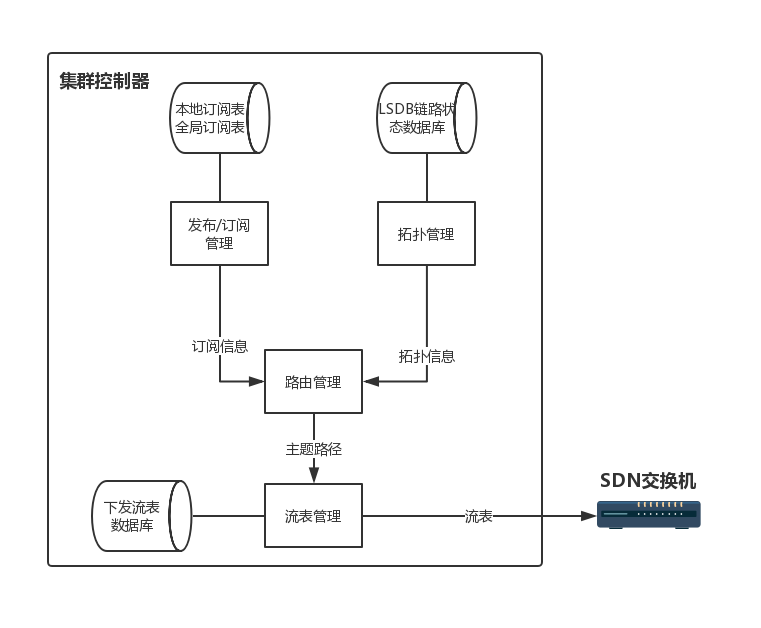 集群控制器
本地订阅表
全局订阅表
LSDB链路状
态数据库
发布/订阅
管理
拓扑管理
订阅信息
拓扑信息
路由管理
主题路径
下发流表
数据库
流表管理
流表
SDN交换机